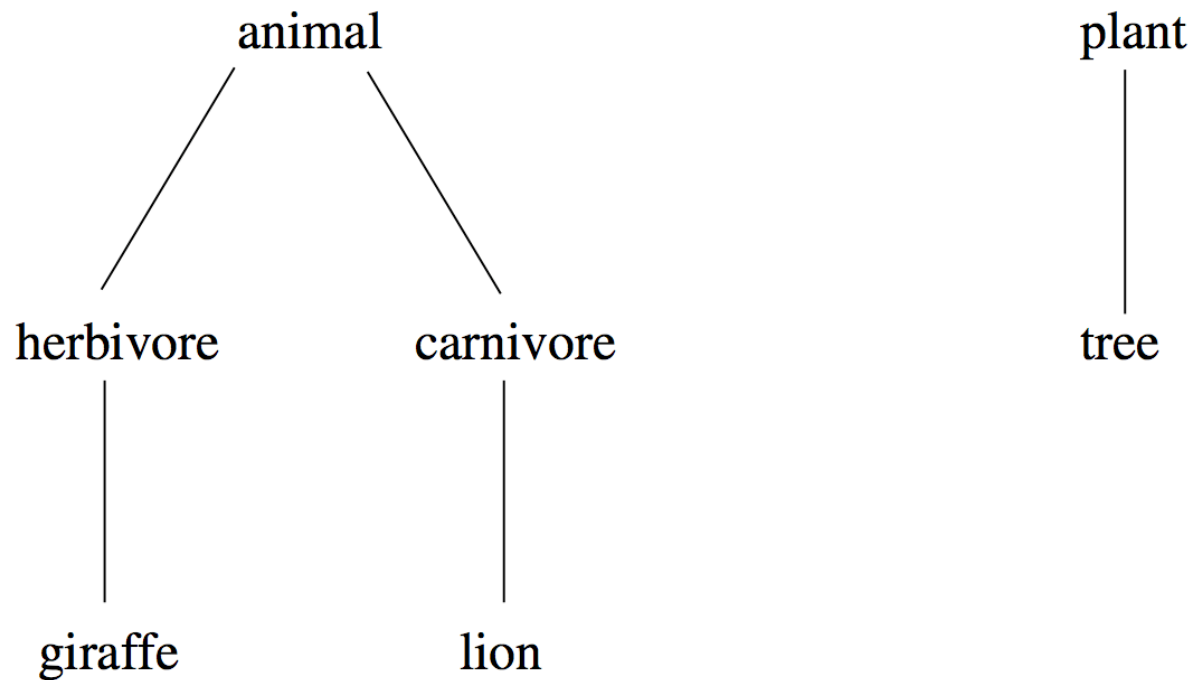 animal
plant
herbivore
carnivore
tree
giraffe
lion